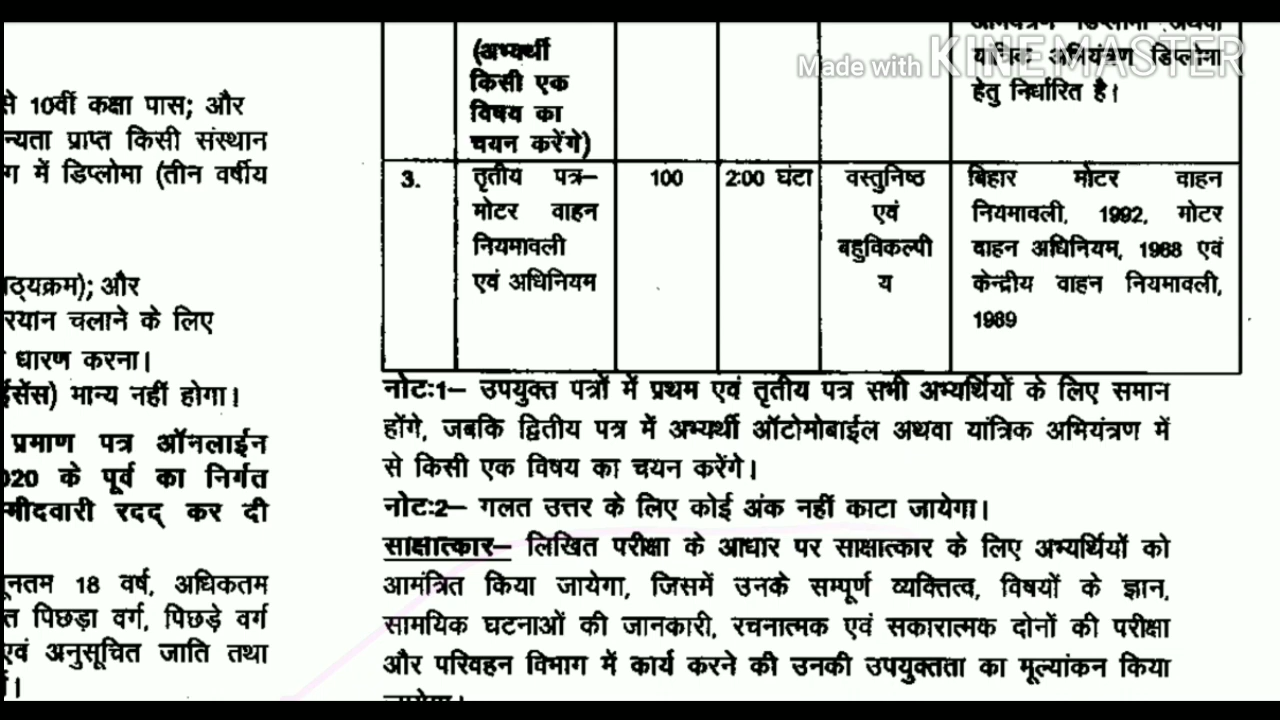 Made with KINEMASTER
से 10वीं कक्षा पास; और
न्यता प्राप्त किसी संस्थान
ग में डिप्लोमा (तीन वर्षीय
ाठ्यक्रम); और
रयान चलाने के लिए
धारण करना।
ईसेंस) मान्य नहीं होगा।
प्रमाण पत्र ऑनलाईन
020 के पूर्व का निर्गत
मीदवारी रदद् कर दी
ूनतम 18 वर्ष, अधिकतम
त पिछड़ा वर्ग, पिछड़े वर्ग
एवं अनुसूचित जाति तथा
(अभ्यर्थी
किसी एक
विषय का
चयन करेंगे)
अभियंत्रण डिप्लोमा अथवा
यांत्रिक अभियंत्रण डिप्लोमा
हेतु निर्धारित है।
3.
तृतीय पत्र–
मोटर वाहन
नियमावली
एवं अधिनियम
100
2:00 घंटा
वस्तुनिष्ठ
एवं
बहुविकल्पी
य
बिहार मोटर वाहन
नियमावली, 1992, मोटर
वाहन अधिनियम, 1988 एवं
केन्द्रीय वाहन नियमावली,
1989
नोटः1– उपयुक्त पत्रों में प्रथम एवं तृतीय पत्र सभी अभ्यर्थियों के लिए समान
होंगे, जबकि द्वितीय पत्र में अभ्यर्थी ऑटोमोबाईल अथवा यांत्रिक अभियंत्रण में
से किसी एक विषय का चयन करेंगे।
नोटः2– गलत उत्तर के लिए कोई अंक नहीं काटा जायेगा।
साक्षात्कार– लिखित परीक्षा के आधार पर साक्षात्कार के लिए अभ्यर्थियों को
आमंत्रित किया जायेगा, जिसमें उनके सम्पूर्ण व्यक्तित्व, विषयों के ज्ञान,
सामयिक घटनाओं की जानकारी, रचनात्मक एवं सकारात्मक दोनों की परीक्षा
और परिवहन विभाग में कार्य करने की उनकी उपयुक्तता का मूल्यांकन किया
जायेगा।